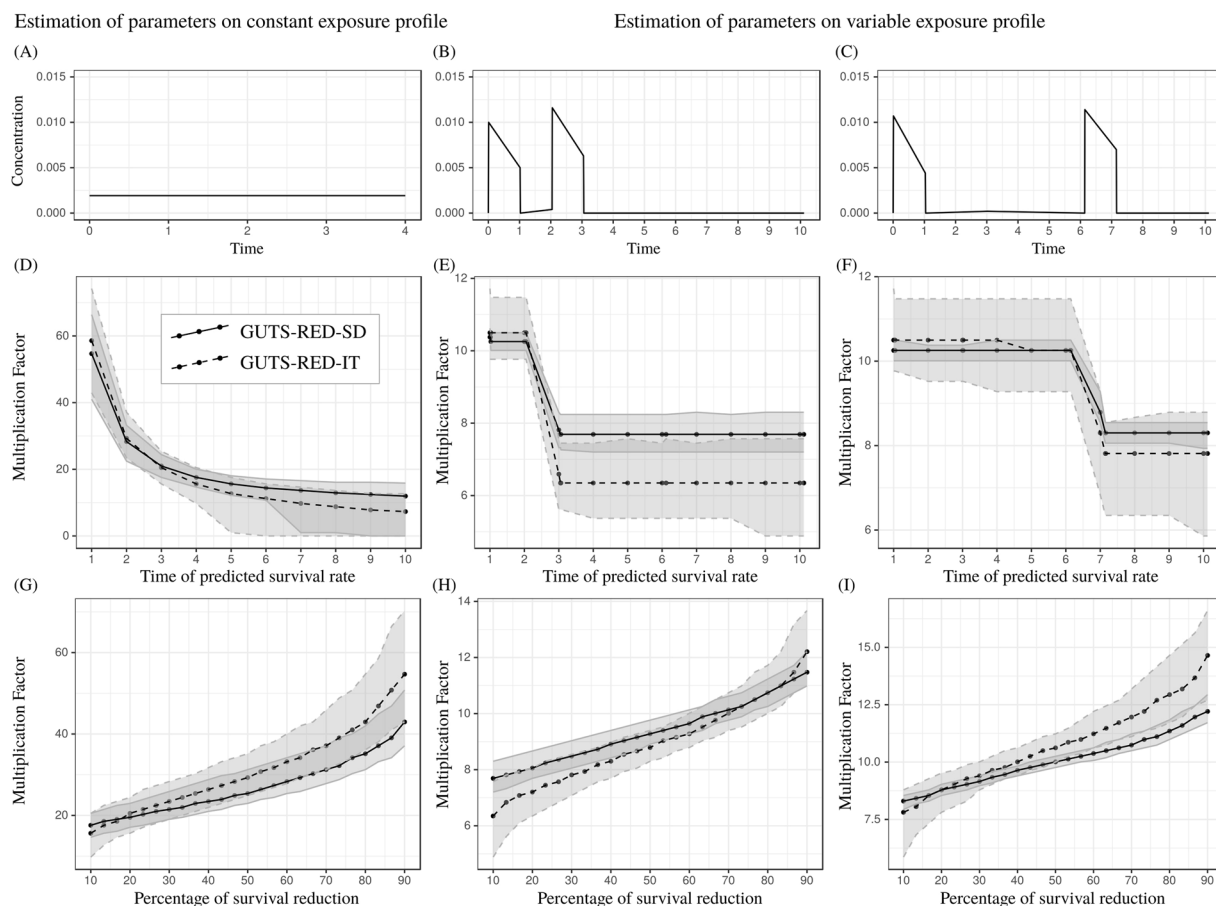 Estimation of parameters on constant exposure profile
Estimation of parameters on variable exposure profile
(A)
(B)
(C)
Concentration
0.015
0.010
0.005
0.000
0 1 2 3 4
Time
0.015
0.010
0.005
0.000
0 1 2 3 4 5 6 7 8 9 10
Time
0.015
0.010
0.005
0.000
0 1 2 3 4 5 6 7 8 9 10
Time
(D)
(E)
(F)
Multiplication Factor
60
40
20
0
GUTS-RED-SD
GUTS-RED-IT
1 2 3 4 5 6 7 8 9 10
Time of predicted survival rate
Multiplication Factor
12
10
8
6
1 2 3 4 5 6 7 8 9 10
Time of predicted survival rate
Multiplication Factor
12
10
8
6
1 2 3 4 5 6 7 8 9 10
Time of predicted survival rate
(G)
(H)
(I)
Multiplication Factor
60
40
20
10 20 30 40 50 60 70 80 90
Percentage of survival reduction
Multiplication Factor
14
12
10
8
6
10 20 30 40 50 60 70 80 90
Percentage of survival reduction
Multiplication Factor
15.0
12.5
10.0
7.5
10 20 30 40 50 60 70 80 90
Percentage of survival reduction